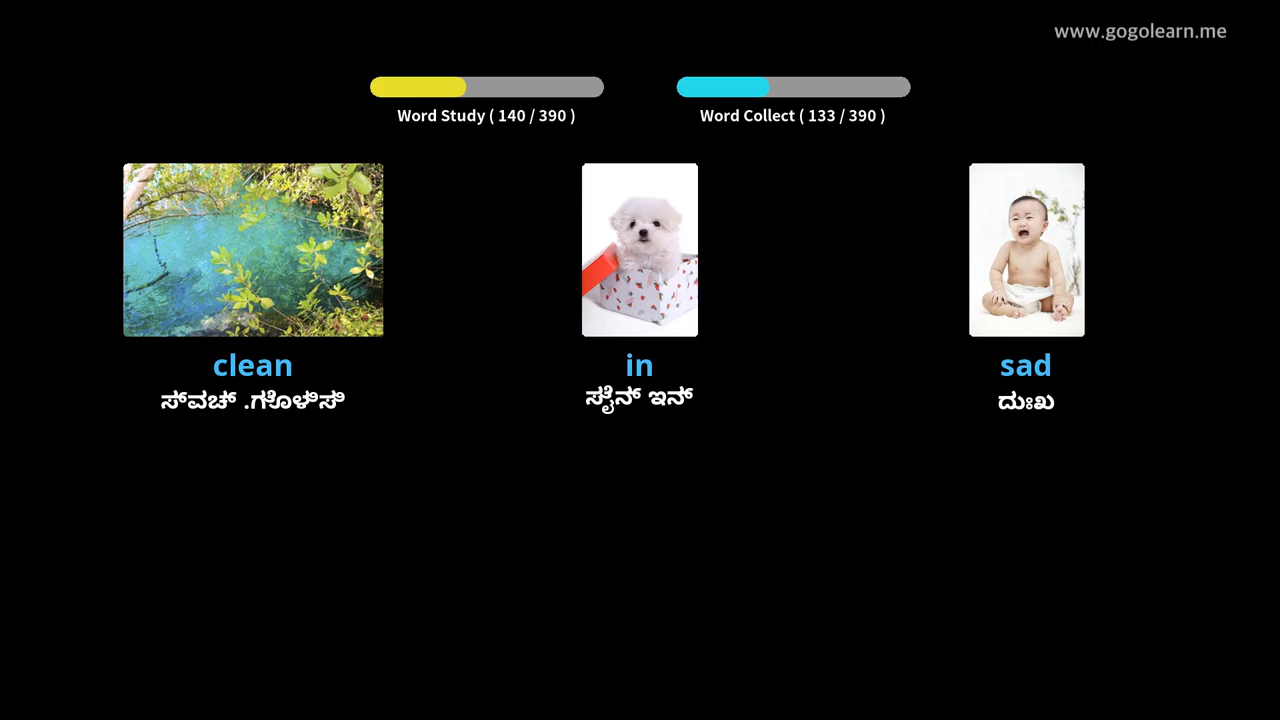 www.gogolearn.me
Word Study ( 140 / 390 )
Word Collect ( 133 / 390 )
clean
in
sad
ಸ್ವಚ್ .ಗೊಳಿಸಿ
ಸೈನ್ ಇನ್
ದುಃಖ